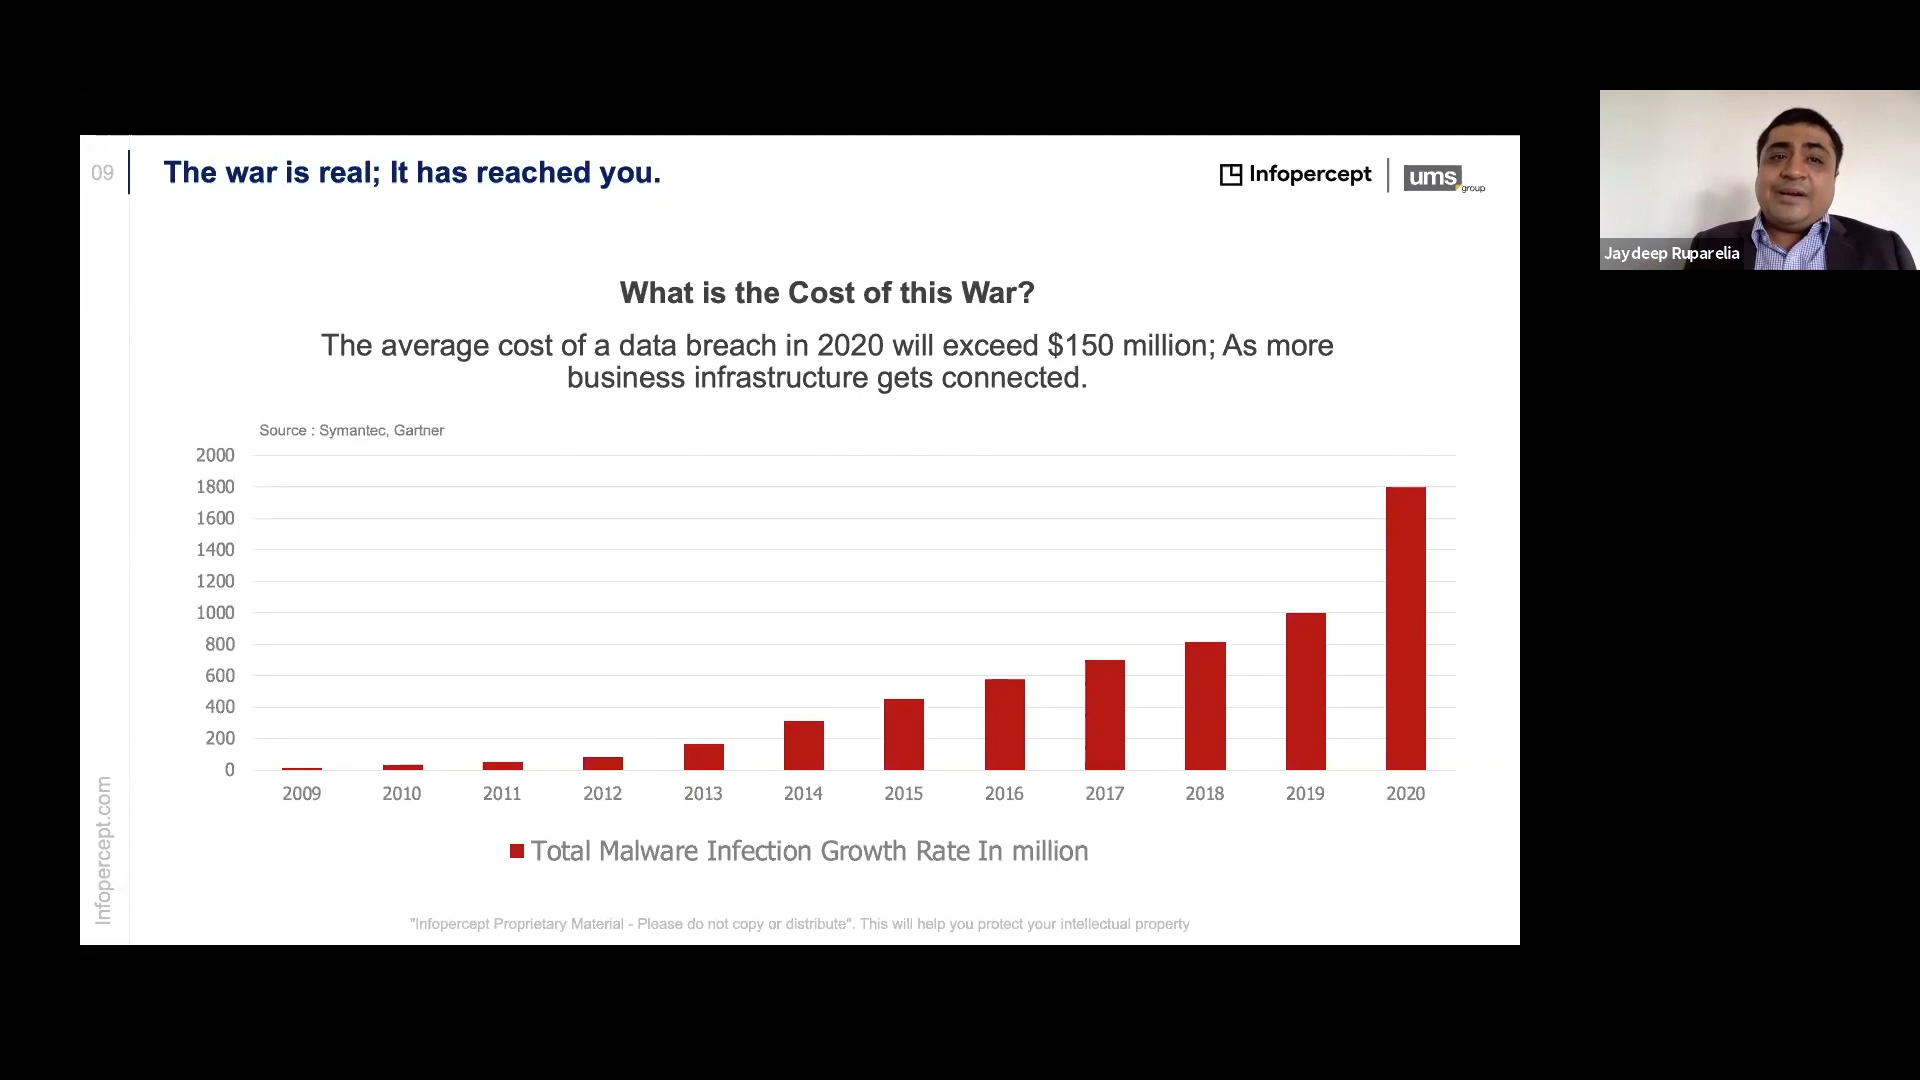 09
The war is real; It has reached you.
Infopercept
ums
group
Jaydeep Ruparelia
What is the Cost of this War?
The average cost of a data breach in 2020 will exceed $150 million; As more
business infrastructure gets connected.
Source : Symantec, Gartner
2000
1800
1600
1400
1200
1000
800
600
400
200
0
2009 2010 2011 2012 2013 2014 2015 2016 2017 2018 2019 2020
Total Malware Infection Growth Rate In million
Infopercept.com
"Infopercept Proprietary Material - Please do not copy or distribute". This will help you protect your intellectual property